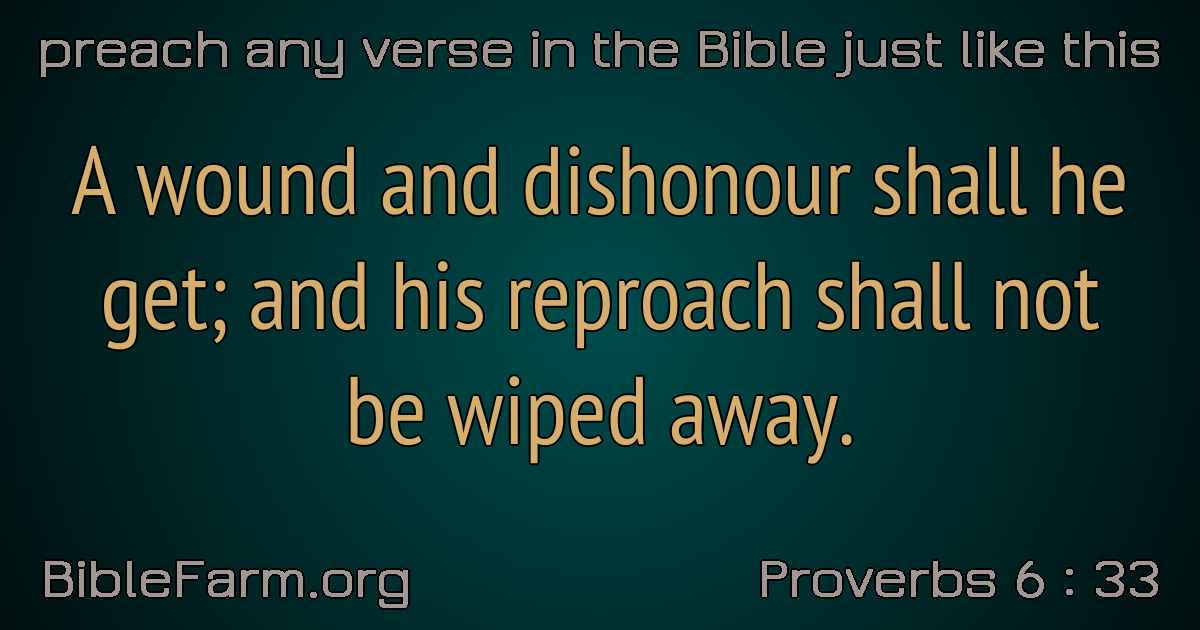 preach any verse in the Bible just like this
A wound and dishonour shall he
get; and his reproach shall not
be wiped away.
BibleFarm.org
Proverbs 6 : 33